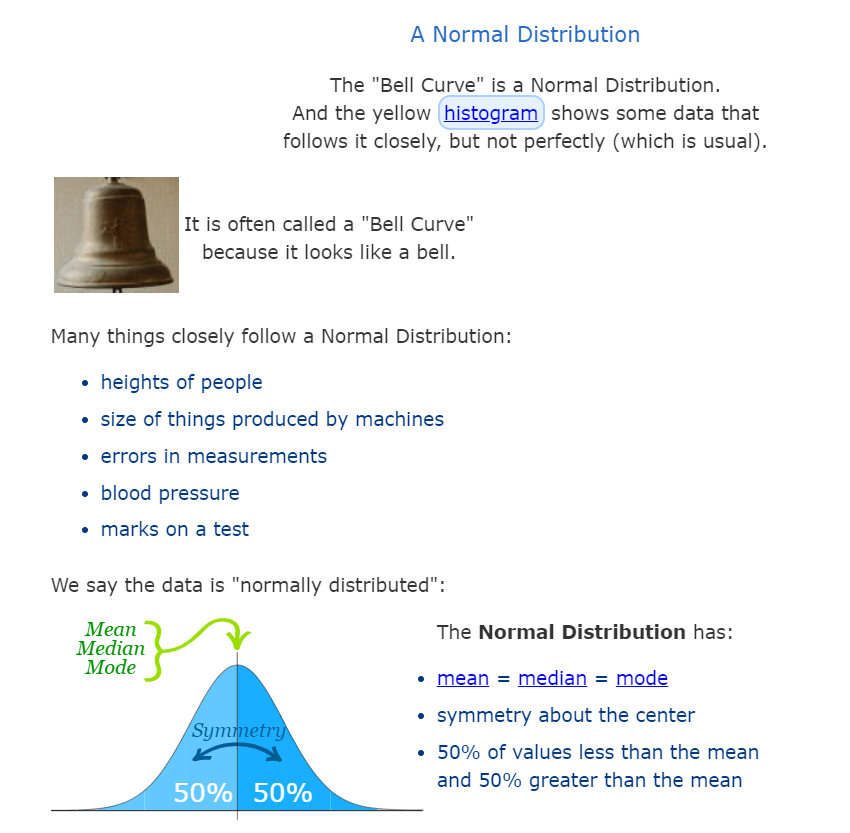 A Normal Distribution
The "Bell Curve" is a Normal Distribution.
And the yellow histogram shows some data that
follows it closely, but not perfectly (which is usual).
It is often called a "Bell Curve"
because it looks like a bell.
Many things closely follow a Normal Distribution:
• heights of people
• size of things produced by machines
• errors in measurements
• blood pressure
• marks on a test
We say the data is "normally distributed":
Mean
Median
Mode
Symmetry
50% 50%
The Normal Distribution has:
• mean = median = mode
• symmetry about the center
• 50% of values less than the mean
and 50% greater than the mean